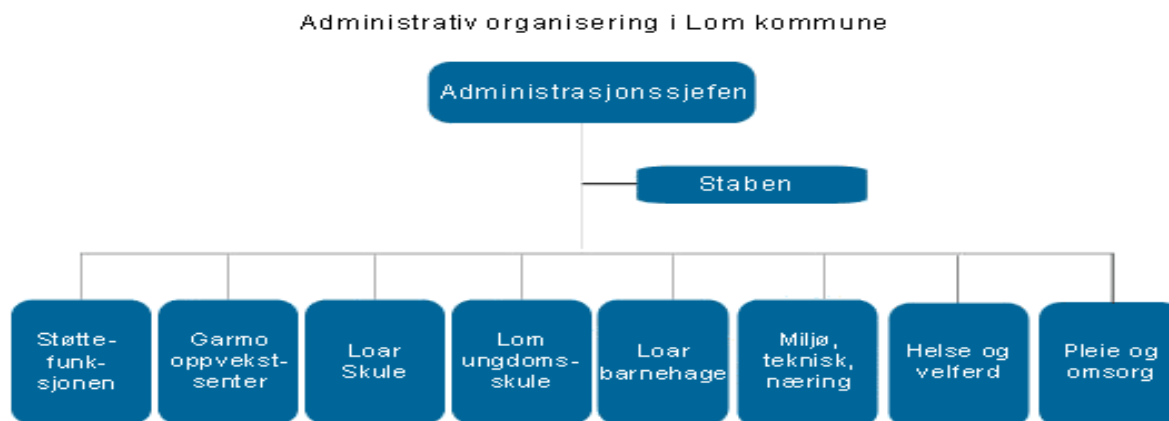 Administrativ organisering i Lom kommune
Administrasjonssjefen
Staben
Støtte-
funk-
sjonen
Garmo
oppvekst-
senter
Loar
Skule
Lom
ungdoms-
skule
Loar
barnehage
Miljø,
teknisk,
næring
Helse og
velferd
Pleie og
omsorg